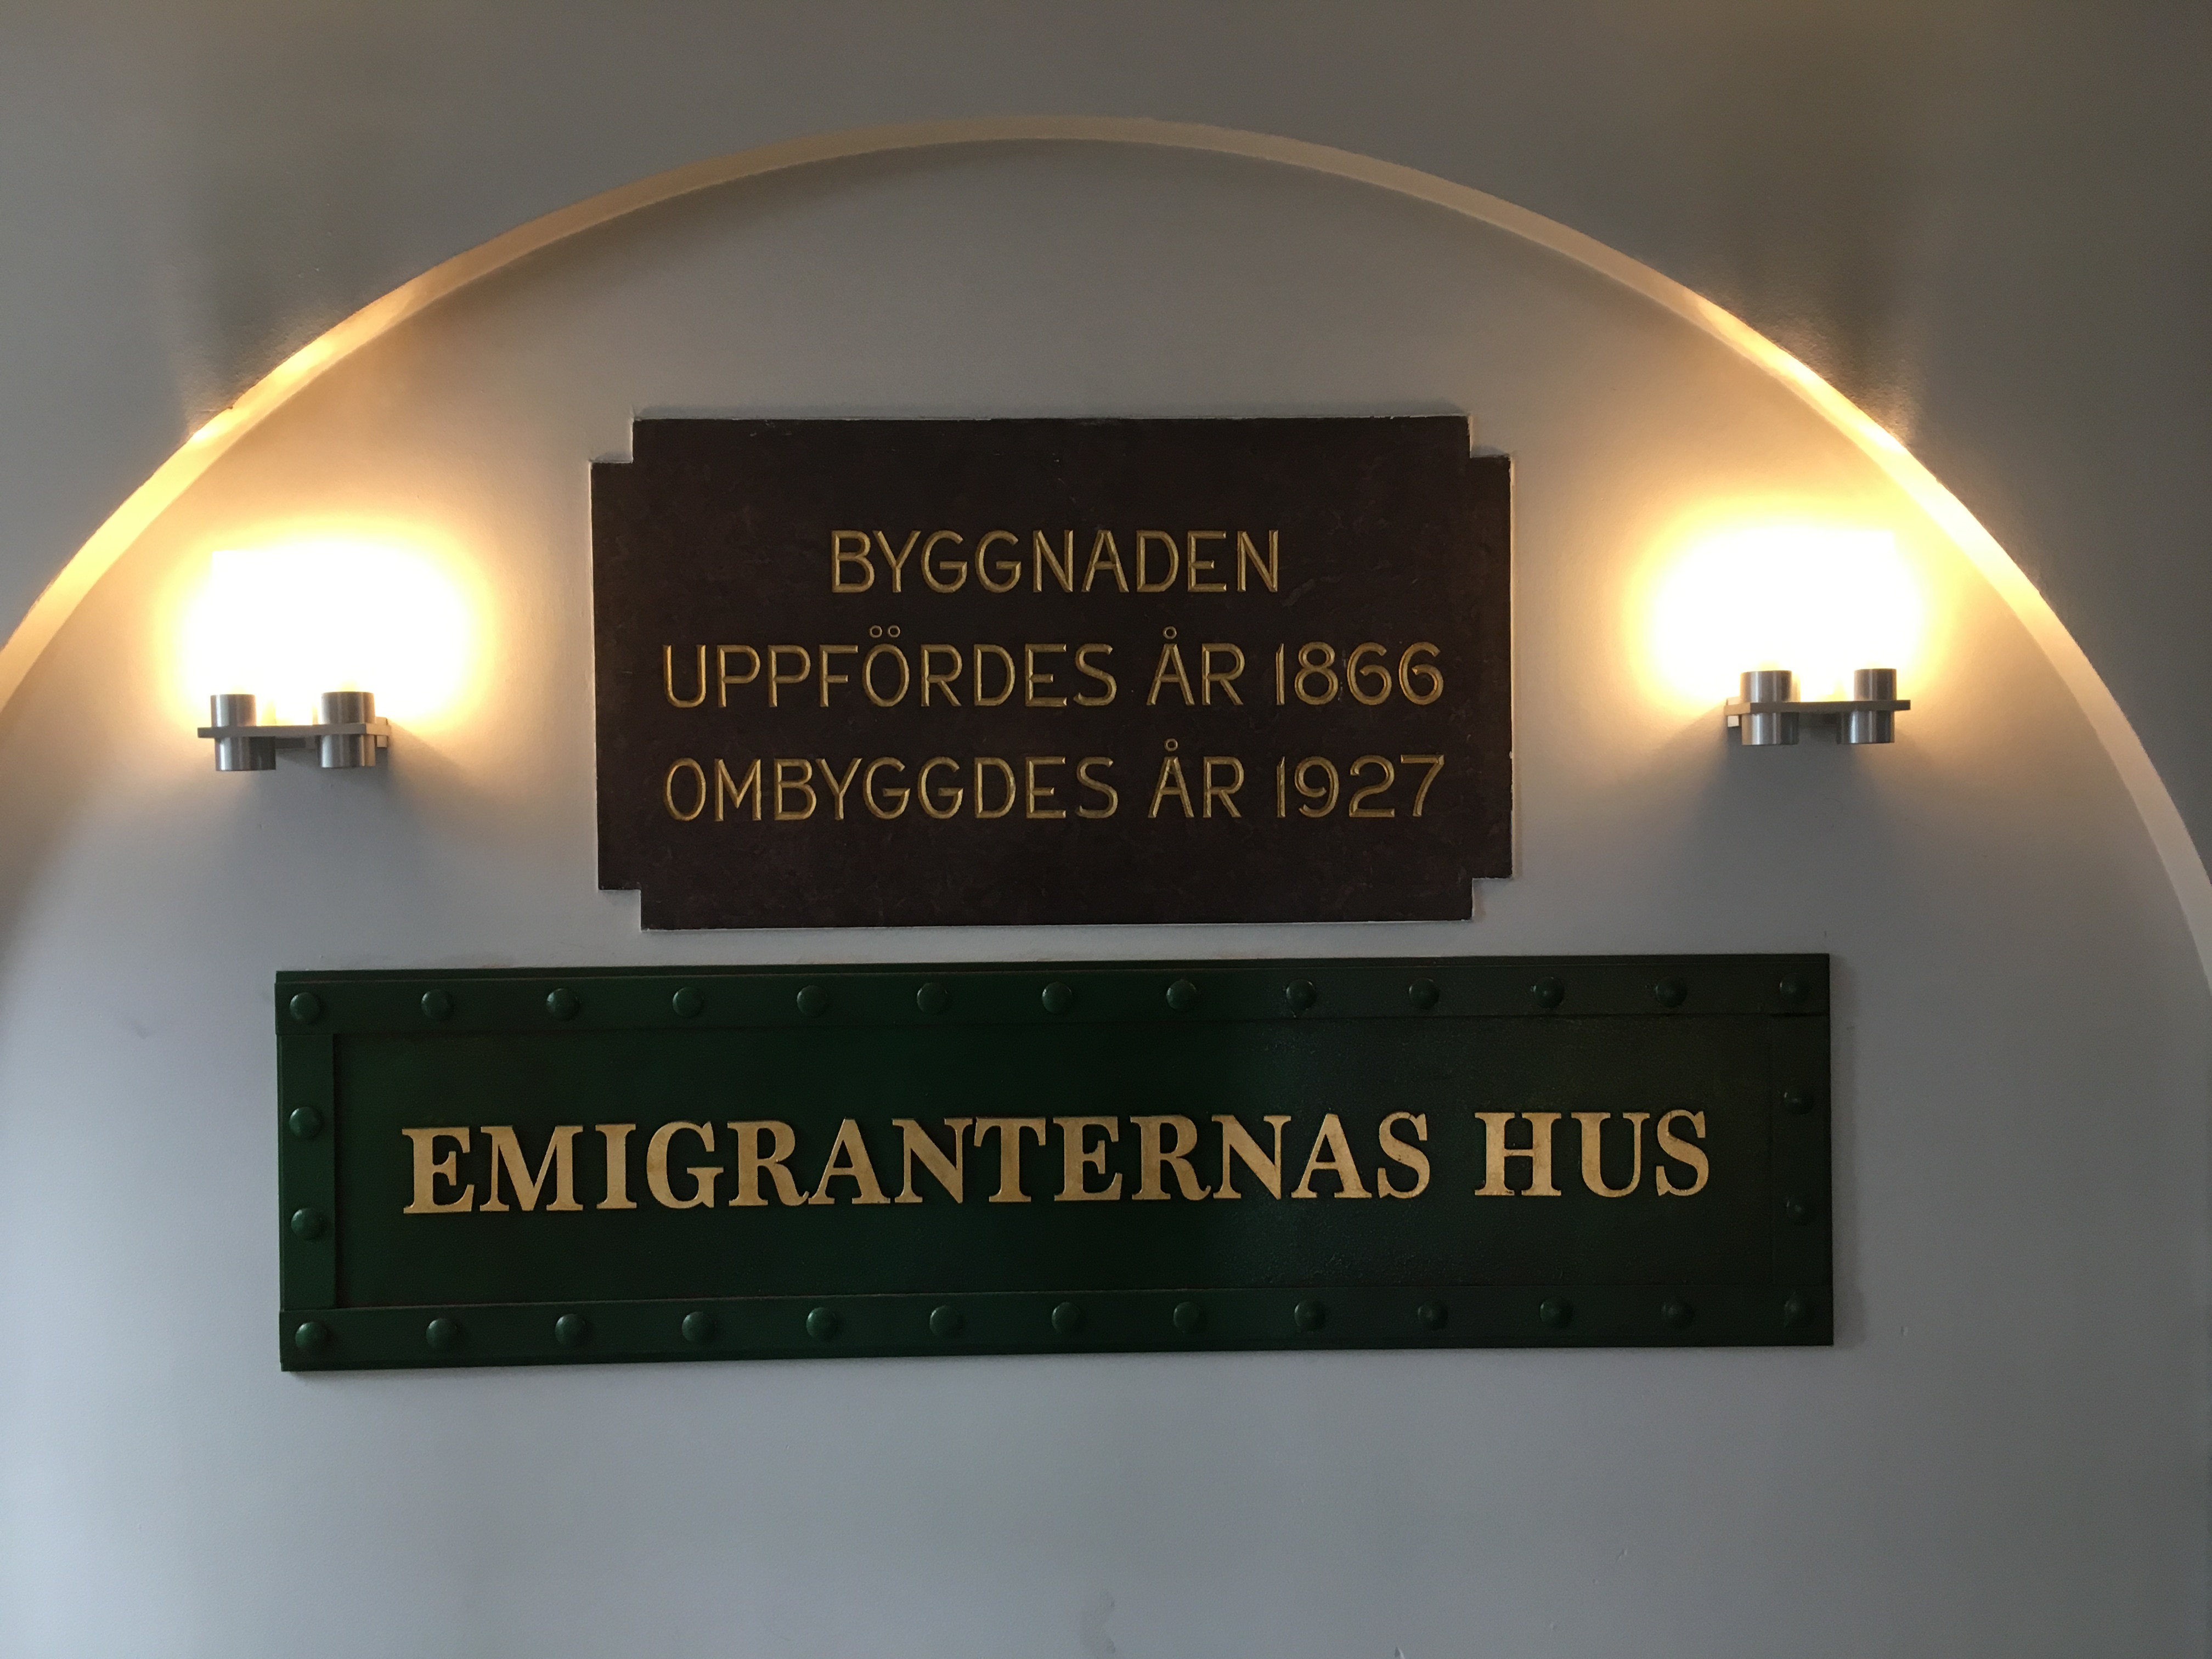 BYGGNADEN
UPPFÖRDES ÅR 1866
OMBYGGDES ÅR 1927
EMIGRANTERNAS HUS